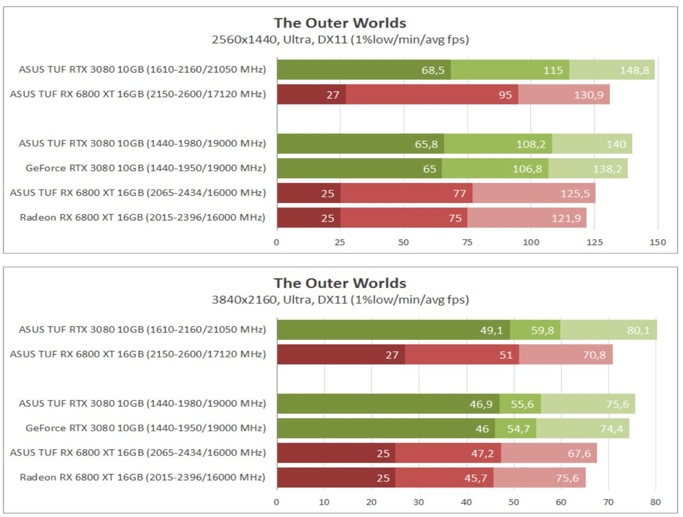 The Outer Worlds
2560x1440, Ultra, DX11 (1%low/min/avg fps)
ASUS TUF RTX 3080 10GB (1610-2160/21050 MHz) 68,5 115 148,8
ASUS TUF RX 6800 XT 16GB (2150-2600/17120 MHz) 27 95 130,9
ASUS TUF RTX 3080 10GB (1440-1980/19000 MHz) 65,8 108,2 140
GeForce RTX 3080 10GB (1440-1950/19000 MHz) 65 106,8 138,2
ASUS TUF RX 6800 XT 16GB (2065-2434/16000 MHz) 25 77 125,5
Radeon RX 6800 XT 16GB (2015-2396/16000 MHz) 25 75 121,9
0 25 50 75 100 125 150
The Outer Worlds
3840x2160, Ultra, DX11 (1%low/min/avg fps)
ASUS TUF RTX 3080 10GB (1610-2160/21050 MHz) 49,1 59,8 80,1
ASUS TUF RX 6800 XT 16GB (2150-2600/17120 MHz) 27 51 70,8
ASUS TUF RTX 3080 10GB (1440-1980/19000 MHz) 46,9 55,6 75,6
GeForce RTX 3080 10GB (1440-1950/19000 MHz) 46 54,7 74,4
ASUS TUF RX 6800 XT 16GB (2065-2434/16000 MHz) 25 47,2 67,6
Radeon RX 6800 XT 16GB (2015-2396/16000 MHz) 25 45,7 75,6
0 10 20 30 40 50 60 70 80